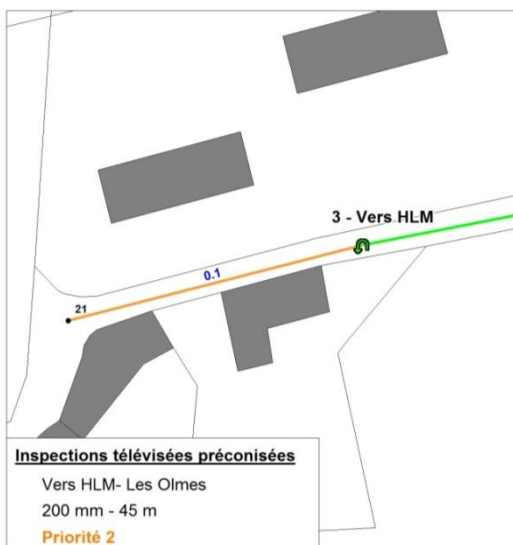 3 - Vers HLM
0.1
21
Inspections télévisées préconisées
Vers HLM- Les Olmes
200 mm - 45 m
Priorité 2